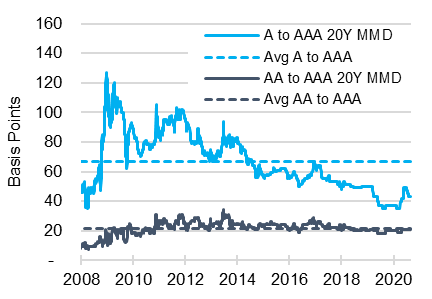 160
140
120
100
80
60
40
20
-
Basis Points
A to AAA 20Y MMD
Avg A to AAA
AA to AAA 20Y MMD
Avg AA to AAA
2008 2010 2012 2014 2016 2018 2020